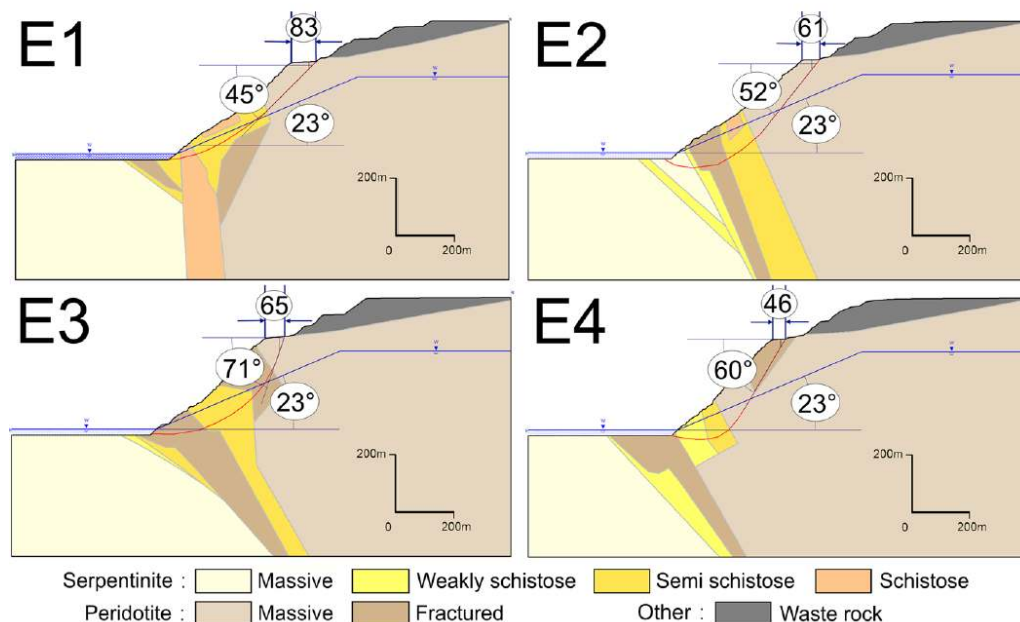 E1
83
45°
23°
200m
0
200m
E2
61
52°
23°
200m
0
200m
E3
65
71°
23°
200m
0
200m
E4
46
60°
23°
200m
0
200m
Serpentinite : Massive Weakly schistose Semi schistose Schistose
Peridotite : Massive Fractured Other : Waste rock